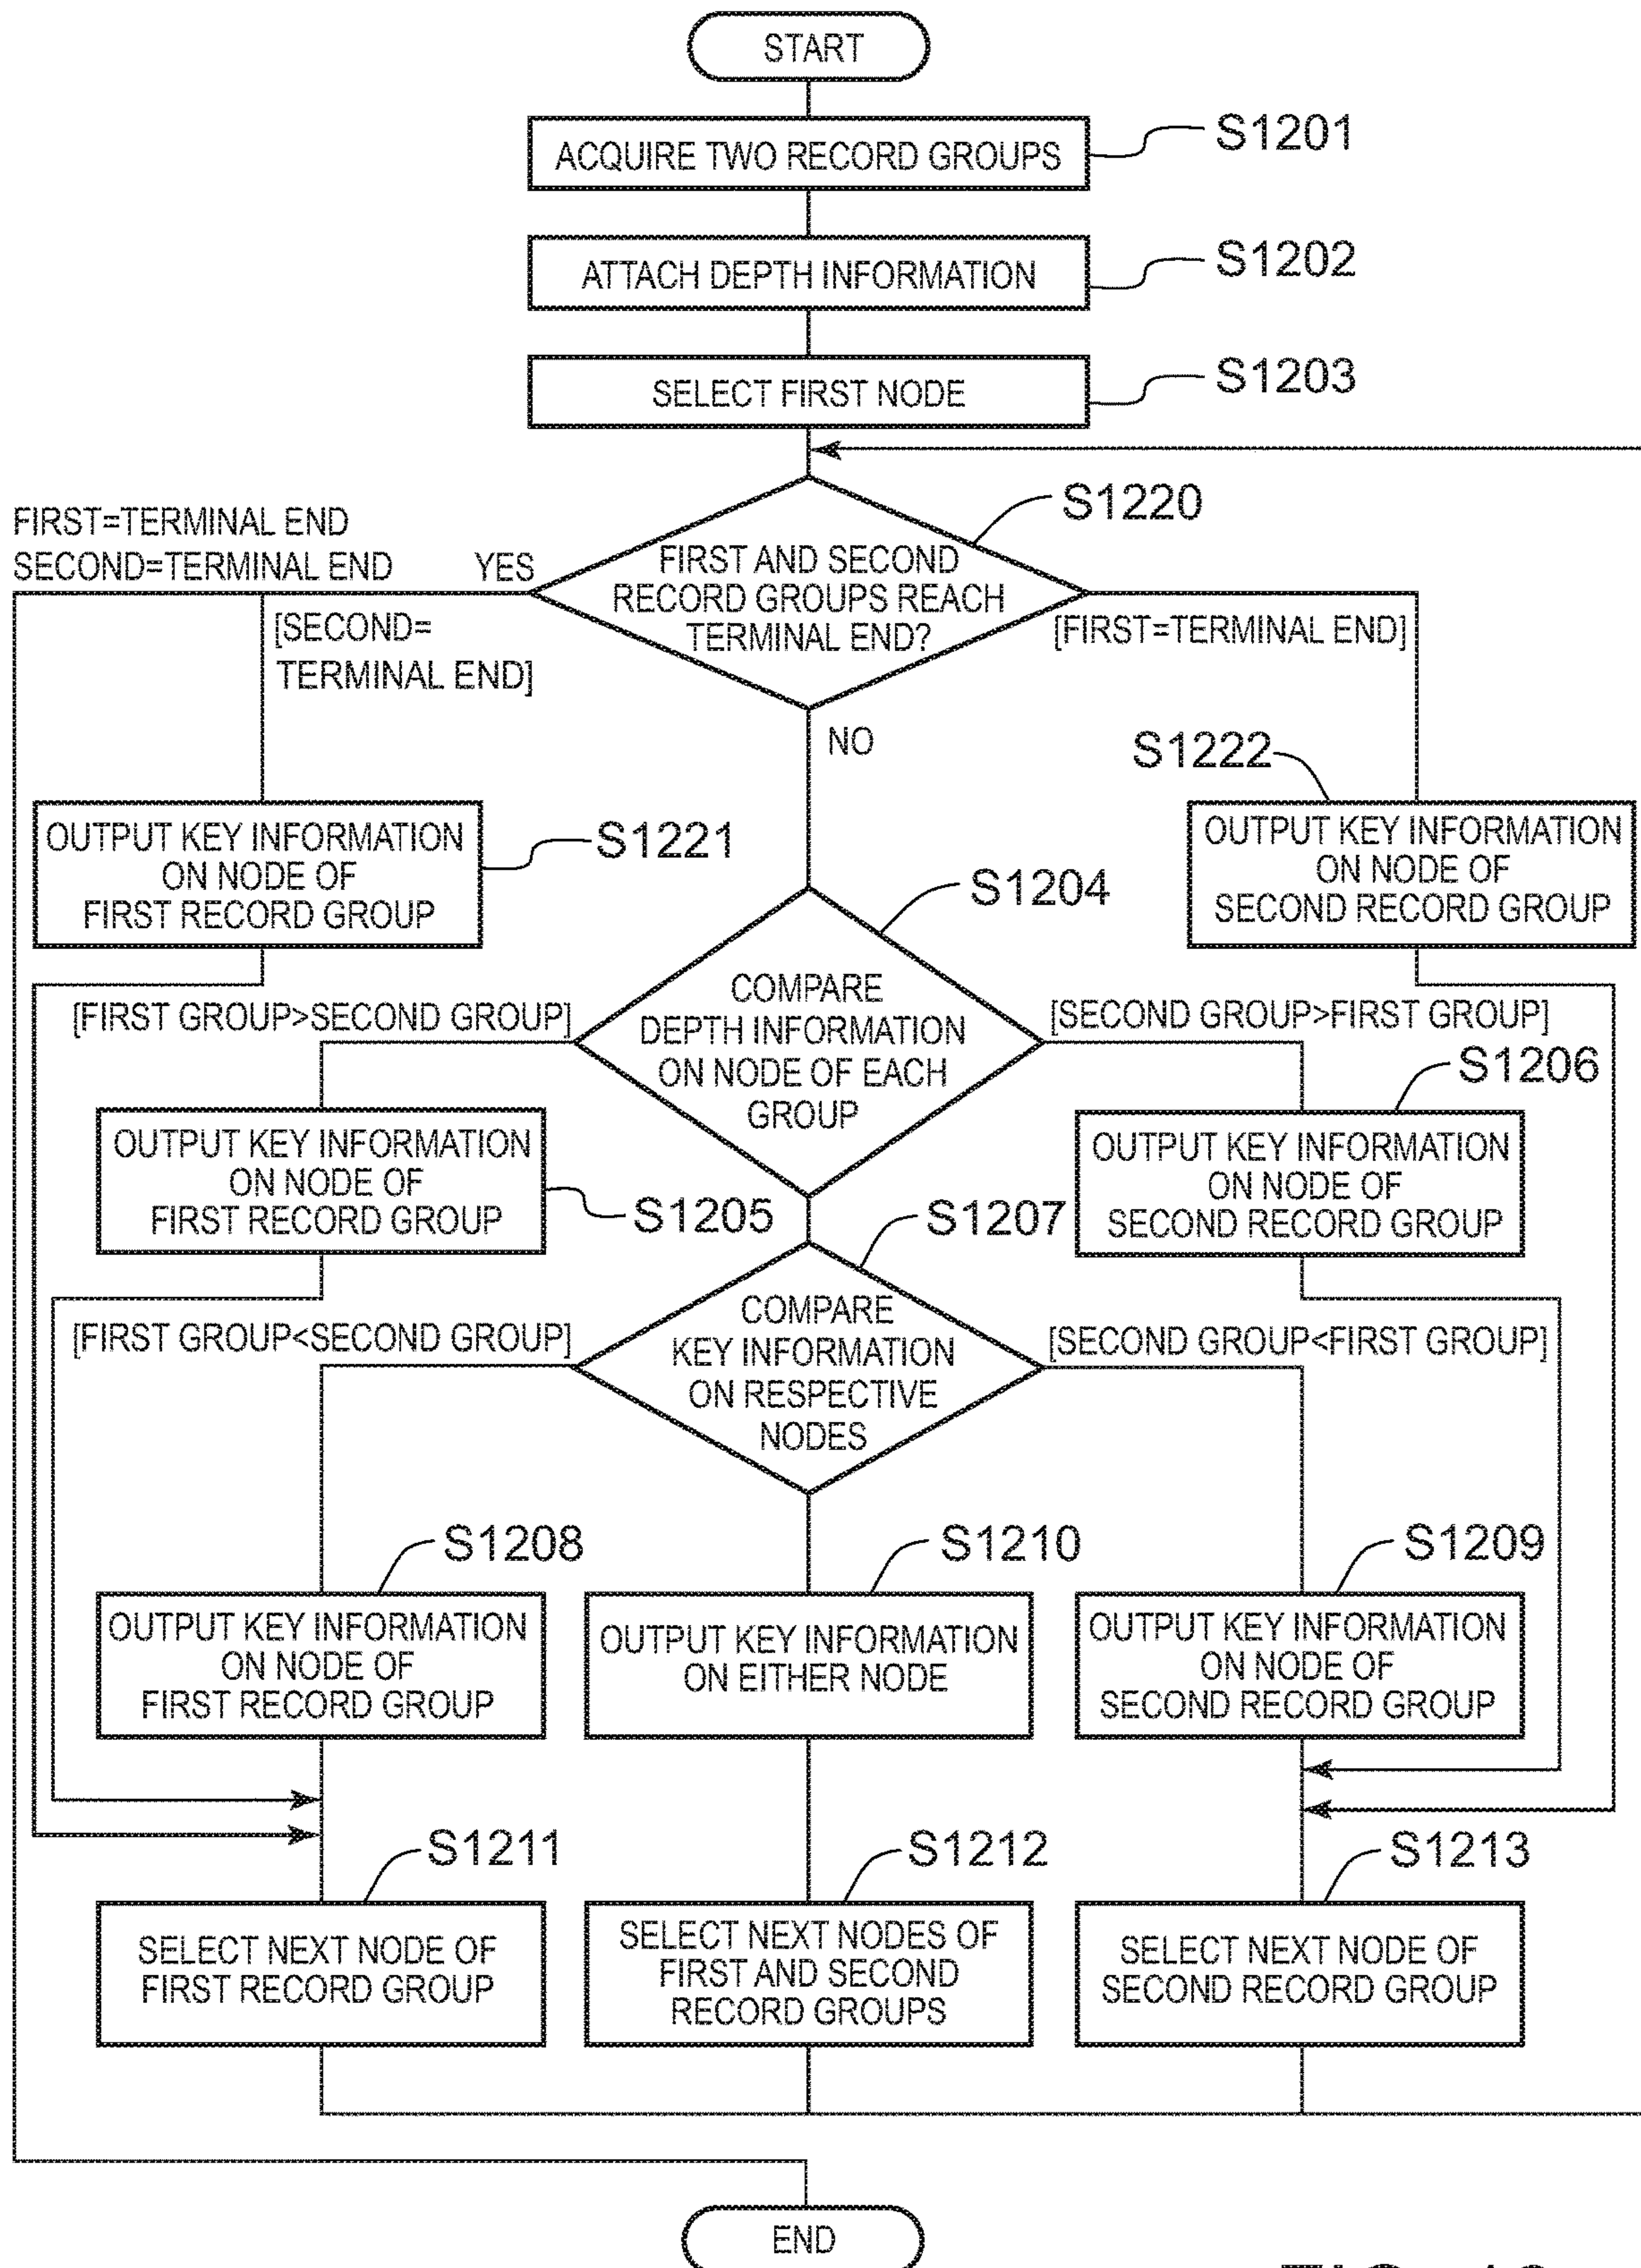 START
ACQUIRE TWO RECORD GROUPS
S1201
ATTACH DEPTH INFORMATION
S1202
SELECT FIRST NODE
S1203
S1220
FIRST AND SECOND
RECORD GROUPS REACH
TERMINAL END?
FIRST=TERMINAL END
SECOND=TERMINAL END
YES
[SECOND=
TERMINAL END]
[FIRST=TERMINAL END]
NO
S1221
OUTPUT KEY INFORMATION
ON NODE OF
FIRST RECORD GROUP
S1222
OUTPUT KEY INFORMATION
ON NODE OF
SECOND RECORD GROUP
S1204
COMPARE
DEPTH INFORMATION
ON NODE OF EACH
GROUP
[FIRST GROUP>SECOND GROUP]
[SECOND GROUP>FIRST GROUP]
OUTPUT KEY INFORMATION
ON NODE OF
FIRST RECORD GROUP
S1205
S1206
OUTPUT KEY INFORMATION
ON NODE OF
SECOND RECORD GROUP
S1207
COMPARE
KEY INFORMATION
ON RESPECTIVE
NODES
[FIRST GROUP<SECOND GROUP]
[SECOND GROUP<FIRST GROUP]
S1208
OUTPUT KEY INFORMATION
ON NODE OF
FIRST RECORD GROUP
S1210
OUTPUT KEY INFORMATION
ON EITHER NODE
S1209
OUTPUT KEY INFORMATION
ON NODE OF
SECOND RECORD GROUP
S1211
SELECT NEXT NODE OF
FIRST RECORD GROUP
S1212
SELECT NEXT NODES OF
FIRST AND SECOND
RECORD GROUPS
S1213
SELECT NEXT NODE OF
SECOND RECORD GROUP
END